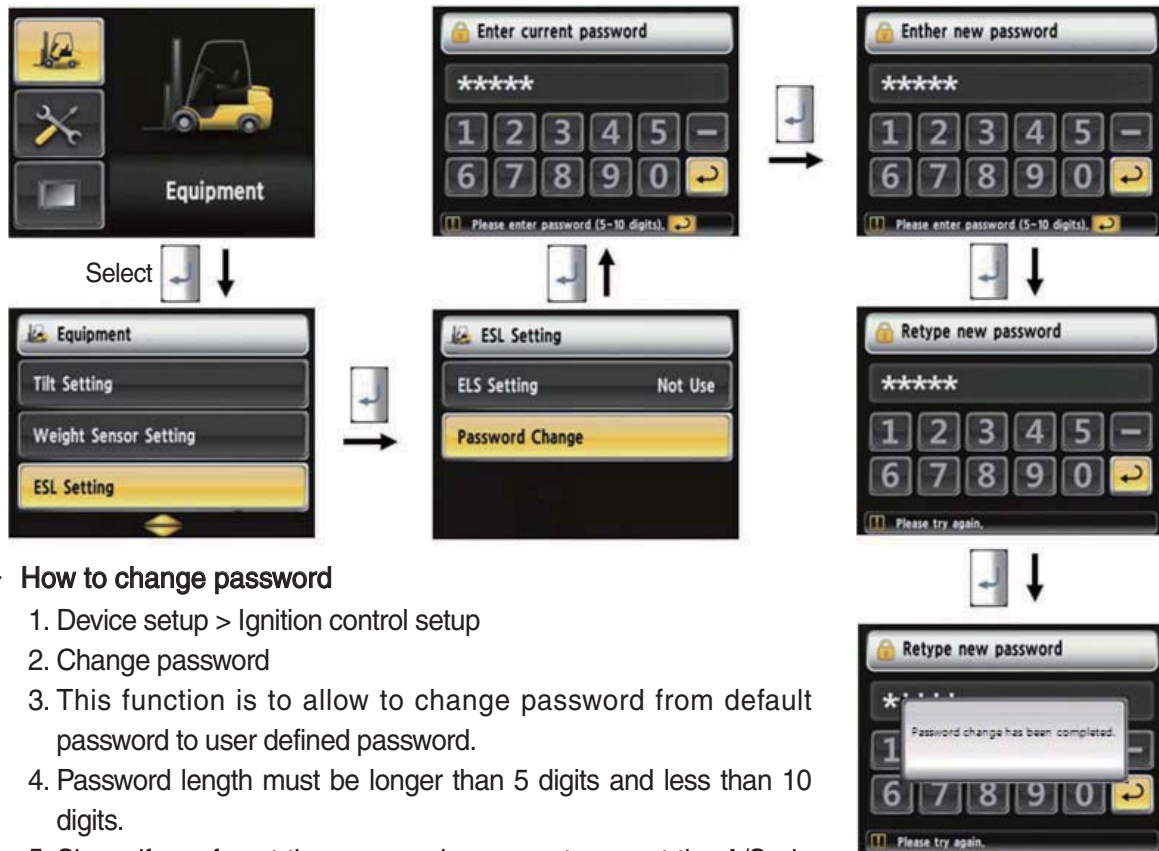 Equipment
Select
Equipment
Tilt Setting
Weight Sensor Setting
ESL Setting
ESL Setting
ELS Setting Not Use
Password Change
Enter current password
*****
1 2 3 4 5 -
6 7 8 9 0
Please enter password (5~10 digits),
Enther new password
*****
1 2 3 4 5 -
6 7 8 9 0
Please enter password (5~10 digits),
Retype new password
*****
1 2 3 4 5 -
6 7 8 9 0
Please try again,
Retype new password
Password change has been completed.
1
6 7 8 9 0
Please try again,
How to change password
1. Device setup > Ignition control setup
2. Change password
3. This function is to allow to change password from default
password to user defined password.
4. Password length must be longer than 5 digits and less than 10
digits.